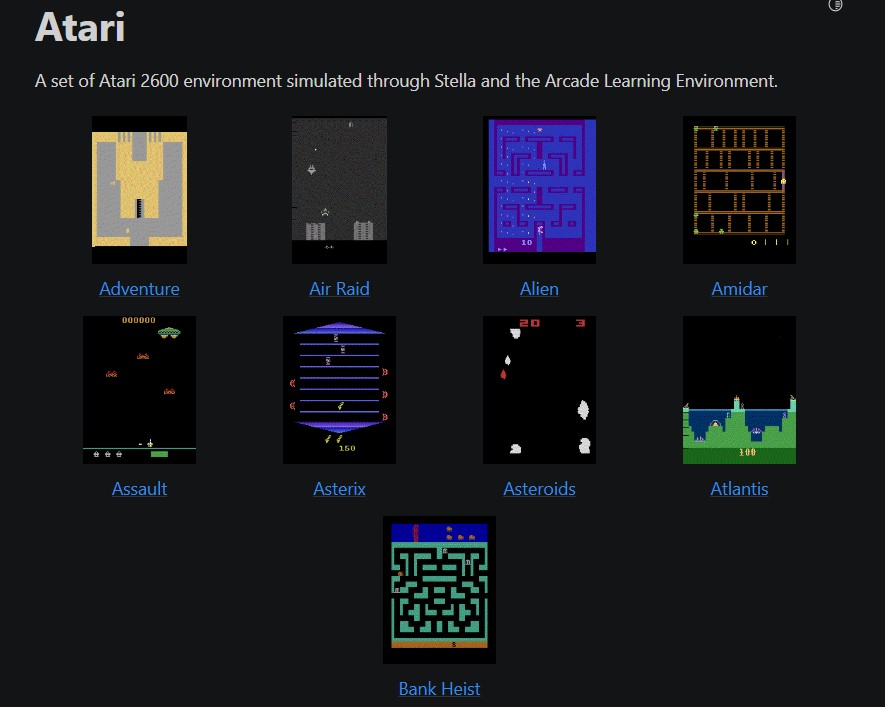 Atari
A set of Atari 2600 environment simulated through Stella and the Arcade Learning Environment.
10
Adventure
Air Raid
Alien
Amidar
000000
20 3
150
100
Assault
Asterix
Asteroids
Atlantis
Bank Heist